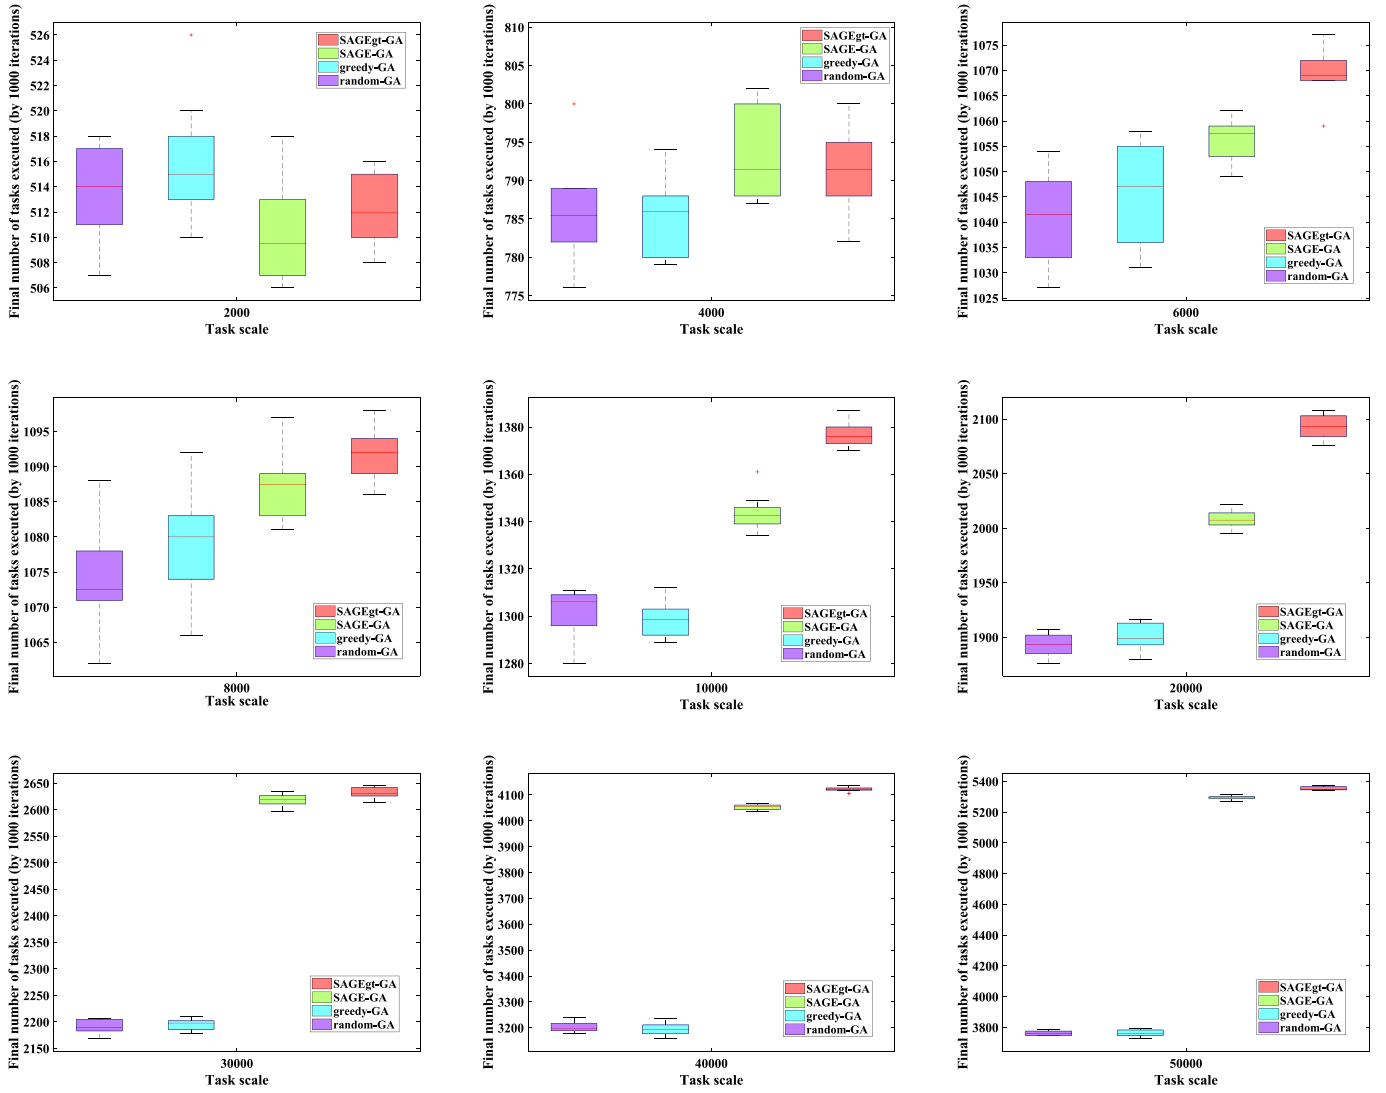 Final number of tasks executed (by 1000 iterations)
526
524
522
520
518
516
514
512
510
508
506
SAGEgt-GA
SAGE-GA
greedy-GA
random-GA
2000
Task scale
Final number of tasks executed (by 1000 iterations)
810
805
800
795
790
785
780
775
SAGEgt-GA
SAGE-GA
greedy-GA
random-GA
4000
Task scale
Final number of tasks executed (by 1000 iterations)
1075
1070
1065
1060
1055
1050
1045
1040
1035
1030
1025
SAGEgt-GA
SAGE-GA
greedy-GA
random-GA
6000
Task scale
Final number of tasks executed (by 1000 iterations)
1095
1090
1085
1080
1075
1070
1065
SAGEgt-GA
SAGE-GA
greedy-GA
random-GA
8000
Task scale
Final number of tasks executed (by 1000 iterations)
1380
1360
1340
1320
1300
1280
SAGEgt-GA
SAGE-GA
greedy-GA
random-GA
10000
Task scale
Final number of tasks executed (by 1000 iterations)
2100
2050
2000
1950
1900
SAGEgt-GA
SAGE-GA
greedy-GA
random-GA
20000
Task scale
Final number of tasks executed (by 1000 iterations)
2650
2600
2550
2500
2450
2400
2350
2300
2250
2200
2150
SAGEgt-GA
SAGE-GA
greedy-GA
random-GA
30000
Task scale
Final number of tasks executed (by 1000 iterations)
4100
4000
3900
3800
3700
3600
3500
3400
3300
3200
SAGEgt-GA
SAGE-GA
greedy-GA
random-GA
40000
Task scale
Final number of tasks executed (by 1000 iterations)
5400
5200
5000
4800
4600
4400
4200
4000
3800
SAGEgt-GA
SAGE-GA
greedy-GA
random-GA
50000
Task scale